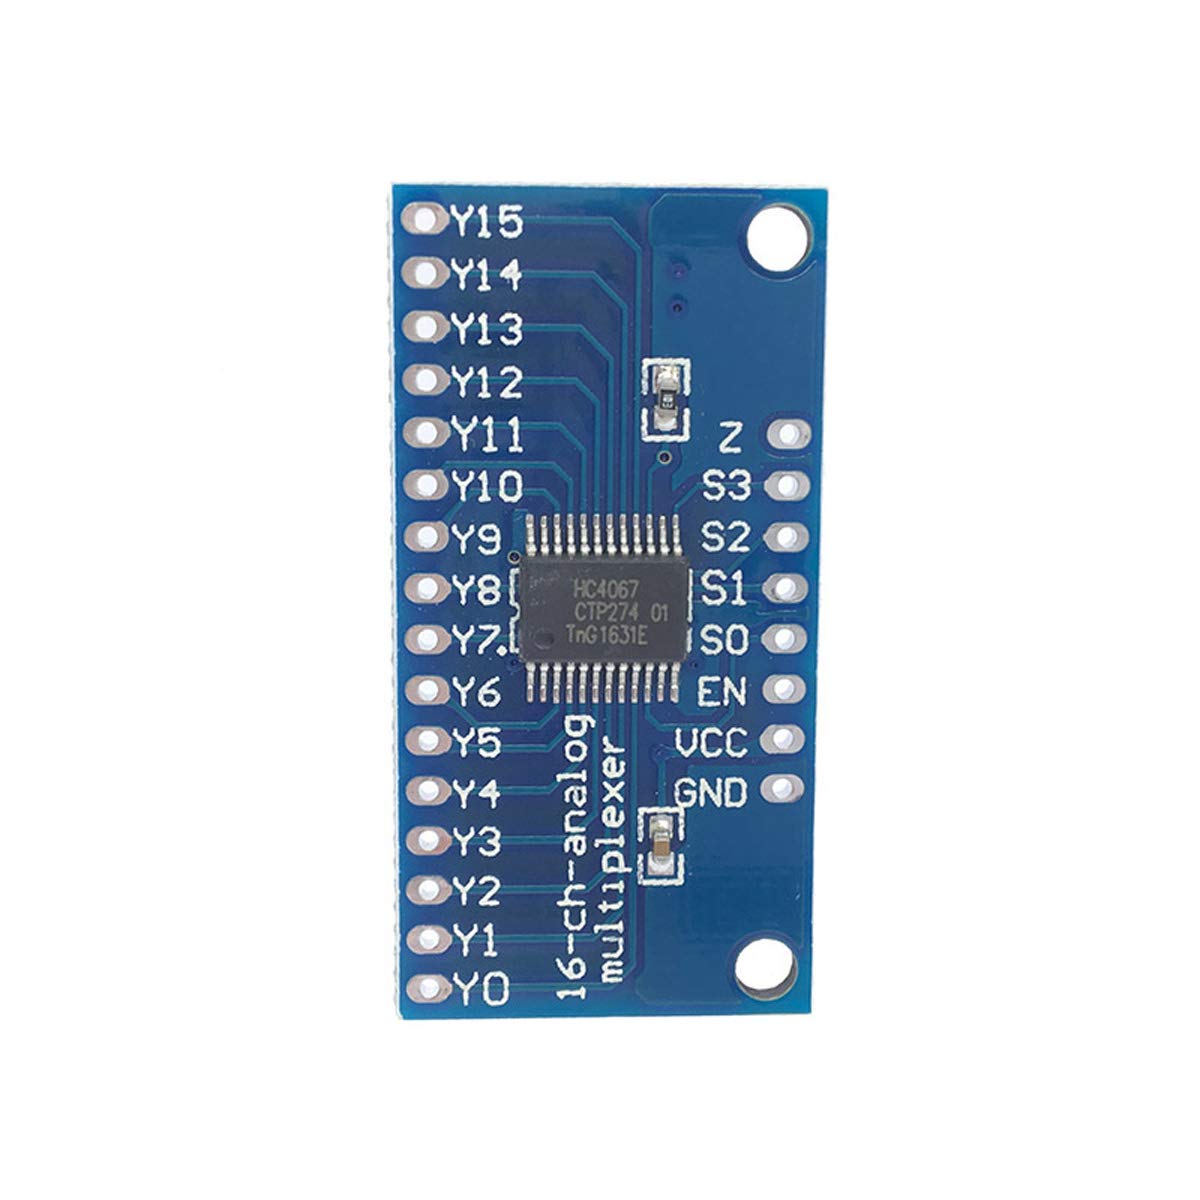 Y15
Y14
Y13
Y12
Y11
Y10
Y9
Y8
Y7
Y6
Y5
Y4
Y3
Y2
Y1
Y0
HC4067
CTP274 01
TnG1631E
16-ch-analog
multiplexer
Z
S3
S2
S1
S0
EN
VCC
GND